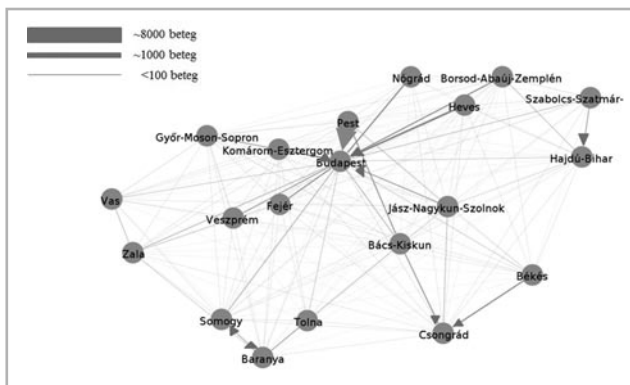 ~8000 beteg
~1000 beteg
<100 beteg
Nógrád
Borsod-Abaúj-Zemplén
Heves
Szabolcs-Szatmár-
Pest
Győr-Moson-Sopron
Komárom-Esztergom
Budapest
Hajdú-Bihar
Vas
Veszprém
Fejér
Jász-Nagykun-Szolnok
Zala
Bács-Kiskun
Békés
Somogy
Tolna
Csongrád
Baranya